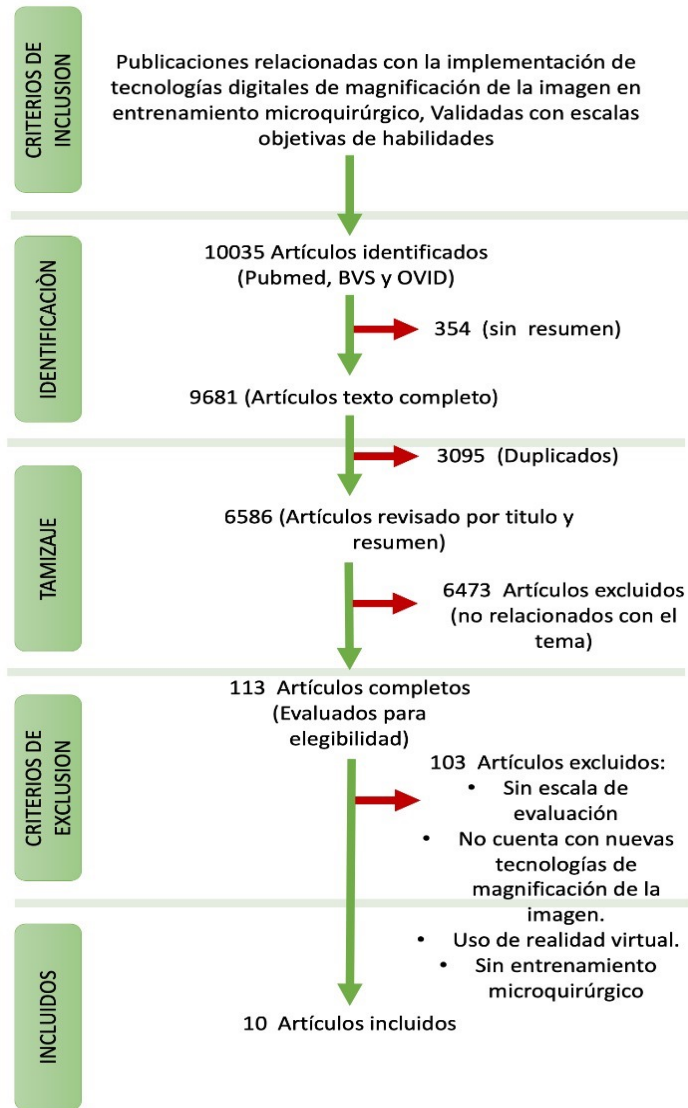 CRITERIOS DE
INCLUSION
Publicaciones relacionadas con la implementación de
tecnologías digitales de magnificación de la imagen en
entrenamiento microquirúrgico, Validadas con escalas
objetivas de habilidades
IDENTIFICACIÒN
10035 Artículos identificados
(Pubmed, BVS y OVID)
354 (sin resumen)
9681 (Artículos texto completo)
TAMIZAJE
3095 (Duplicados)
6586 (Artículos revisado por titulo y
resumen)
6473 Artículos excluidos
(no relacionados con el
tema)
CRITERIOS DE
EXCLUSION
113 Artículos completos
(Evaluados para
elegibilidad)
103 Artículos excluidos:
• Sin escala de
evaluación
• No cuenta con nuevas
tecnologías de
magnificación de la
imagen.
• Uso de realidad virtual.
• Sin entrenamiento
microquirúrgico
INCLUIDOS
10 Artículos incluidos